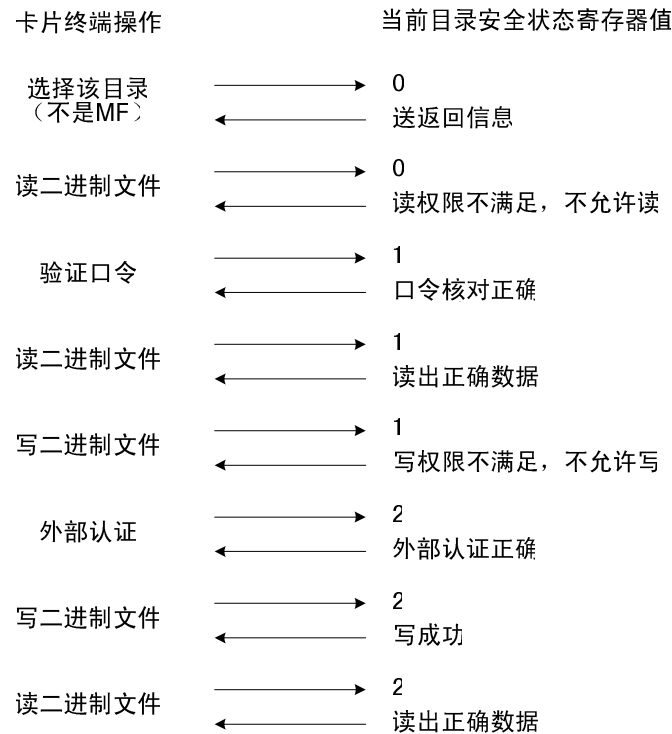 卡片终端操作 当前目录安全状态寄存器值
选择该目录 0
（不是MF） 送返回信息
读二进制文件 0
读权限不满足，不允许读
验证口令 1
口令核对正确
读二进制文件 1
读出正确数据
写二进制文件 1
写权限不满足，不允许写
外部认证 2
外部认证正确
写二进制文件 2
写成功
读二进制文件 2
读出正确数据